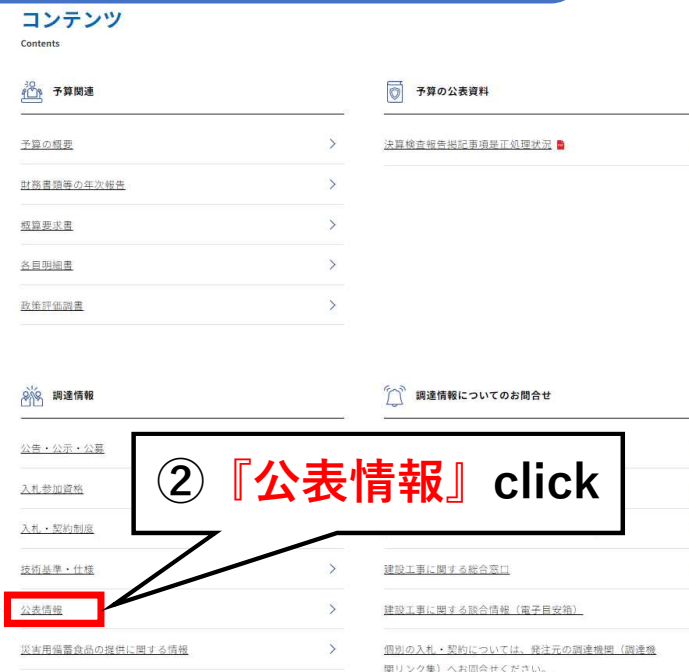 コンテンツ
Contents
予算関連
予算の概要
財務書類等の年次報告
概算要求書
各目明細書
政策評価調書
予算の公表資料
決算検査報告掲記事項是正処理状況
調達情報
公告・公示・公募
入札参加資格
入札・契約制度
技術基準・仕様
公表情報
災害用備蓄食品の提供に関する情報
②『公表情報』click
調達情報についてのお問合せ
建設工事に関する総合窓口
建設工事に関する談合情報（電子目安箱）
個別の入札・契約については、発注元の調達機関（調達機
関リンク集）へお問合せください。